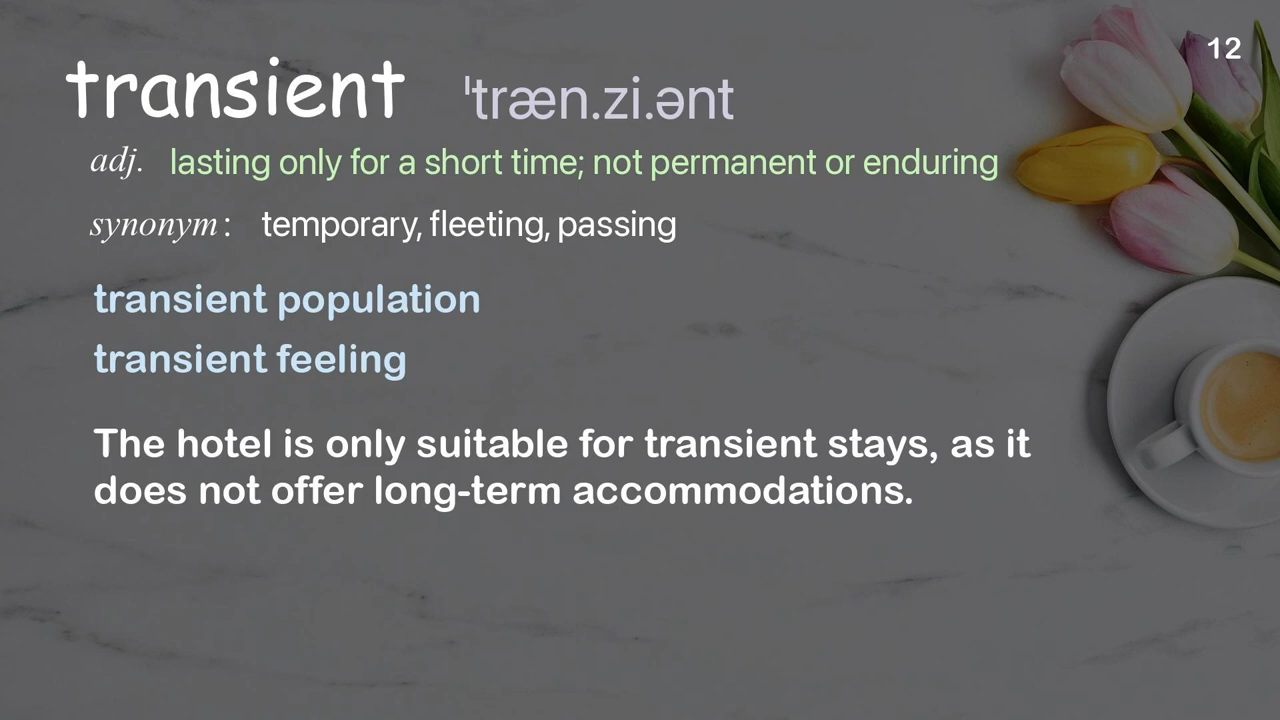 12
transient ˈtræn.zi.ənt
adj. lasting only for a short time; not permanent or enduring
synonym: temporary, fleeting, passing
transient population
transient feeling
The hotel is only suitable for transient stays, as it
does not offer long-term accommodations.